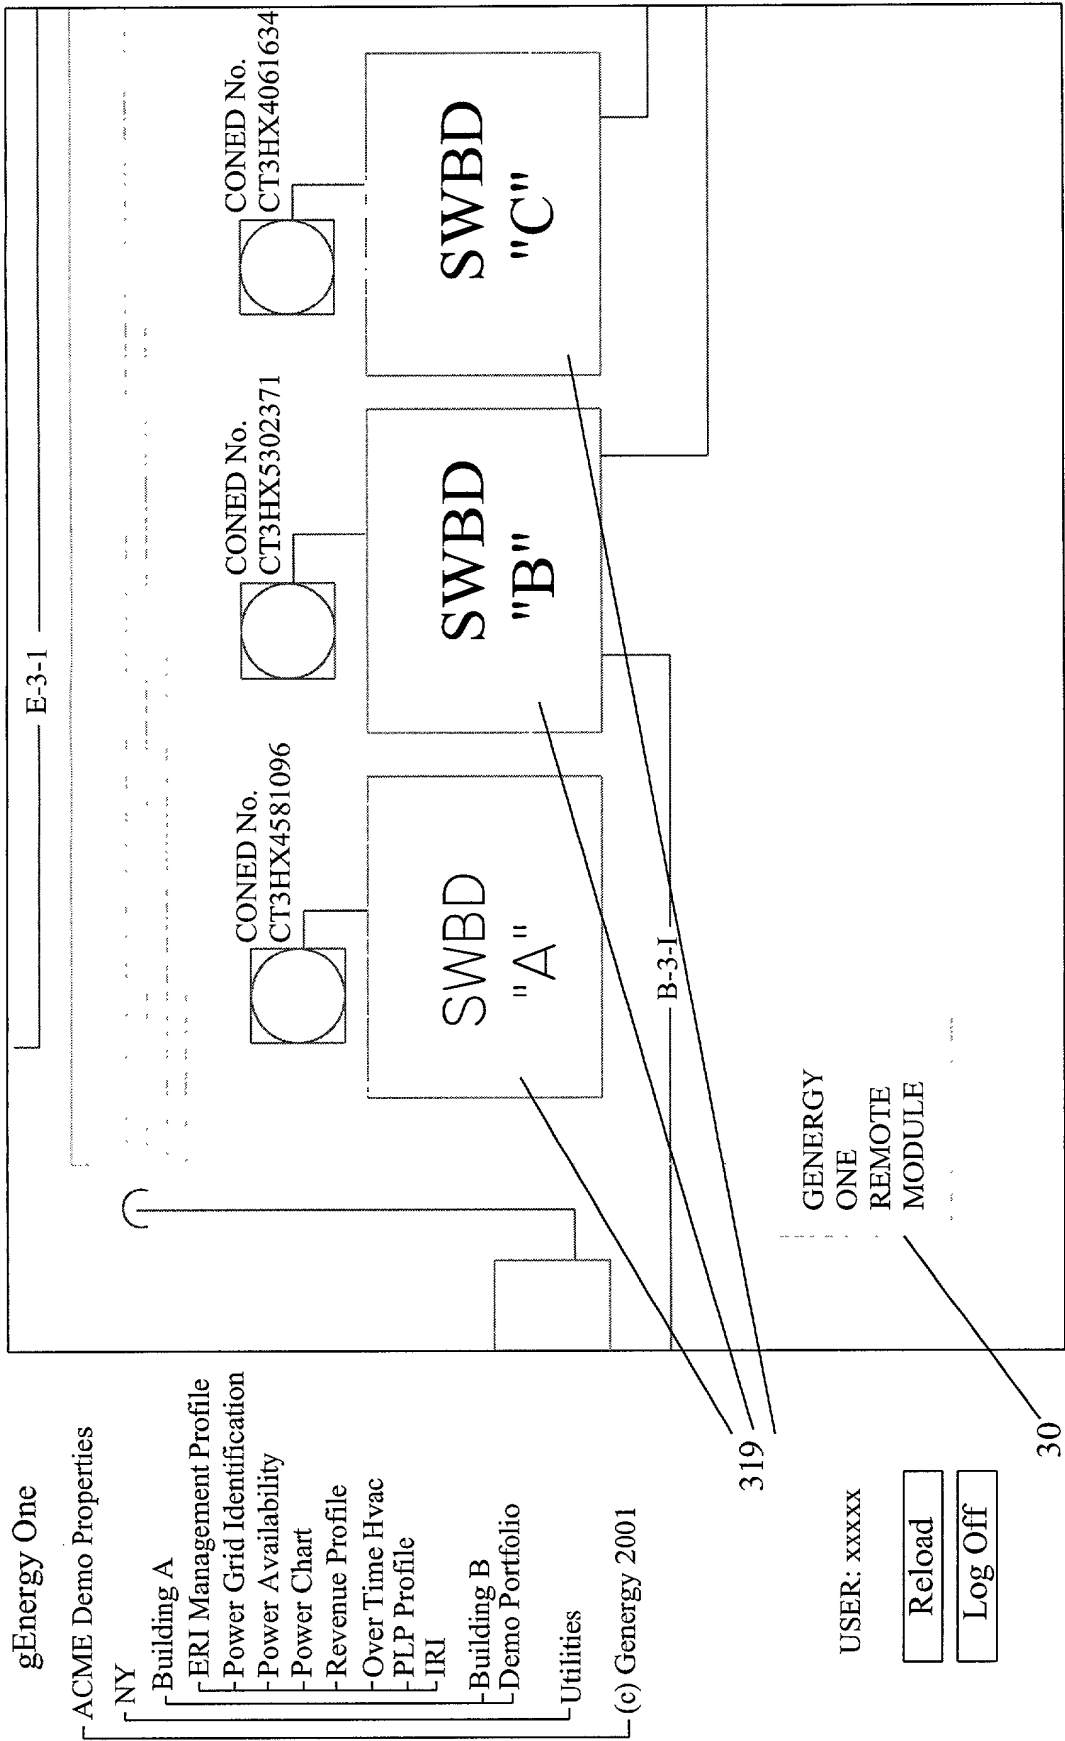 gEnergy One
ACME Demo Properties
NY
Building A
ERI Management Profile
Power Grid Identification
Power Availability
Power Chart
Revenue Profile
Over Time Hvac
PLP Profile
IRI
Building B
Demo Portfolio
Utilities
(c) Genergy 2001
USER: xxxxx
Reload
Log Off
E-3-1
CONED No.
CT3HX4581096
CONED No.
CT3HX5302371
CONED No.
CT3HX4061634
SWBD
"A"
SWBD
"B"
SWBD
"C"
B-3-1
GENERGY
ONE
REMOTE
MODULE
319
30